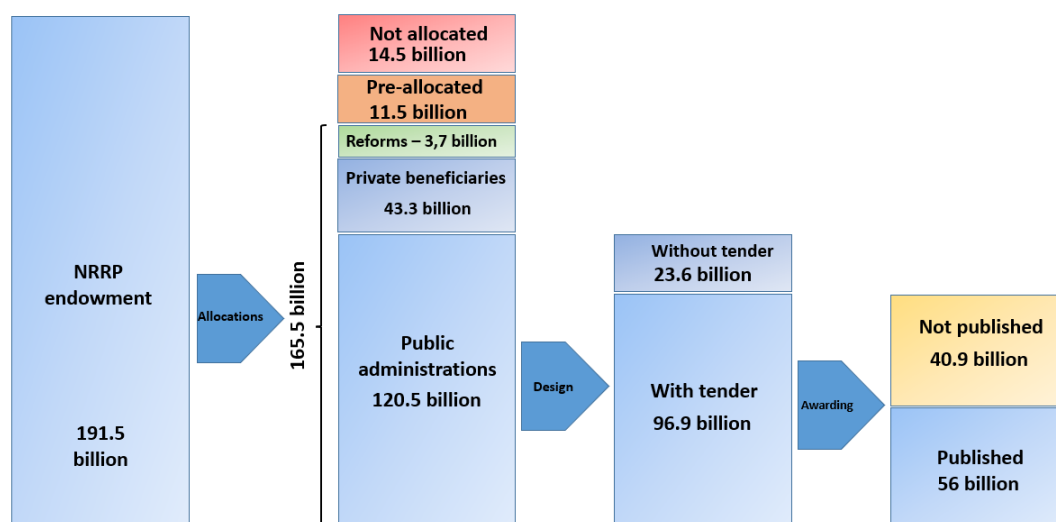 NRRP
endowment
191.5
billion
Allocations
165.5 billion
Not allocated
14.5 billion
Pre-allocated
11.5 billion
Reforms – 3,7 billion
Private beneficiaries
43.3 billion
Public
administrations
120.5 billion
Design
Without tender
23.6 billion
With tender
96.9 billion
Awarding
Not published
40.9 billion
Published
56 billion